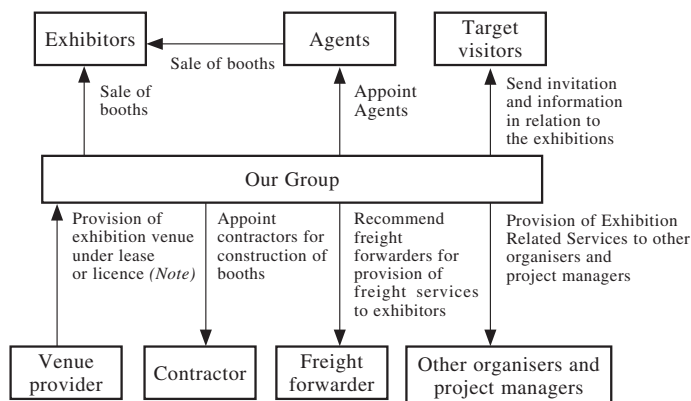 Exhibitors
Agents
Target
visitors
Sale of booths
Sale of
booths
Appoint
Agents
Send invitation
and information
in relation to
the exhibitions
Our Group
Provision of
exhibition venue
under lease
or licence (Note)
Appoint
contractors for
construction of
booths
Recommend
freight
forwarders for
provision of
freight services
to exhibitors
Provision of Exhibition
Related Services to other
organisers and
project managers
Venue
provider
Contractor
Freight
forwarder
Other organisers and
project managers